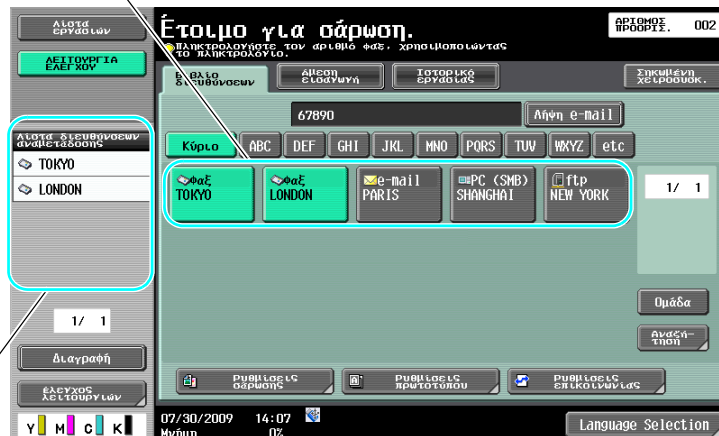 Λίστα
εργασιών
ΛΕΙΤΟΥΡΓΙΑ
ΕΛΕΓΧΟΥ
Λίστα διευθύνσεων
αναμετάδοσης
TOKYO
LONDON
1/ 1
Διαγραφή
Έλεγχος
λειτουργιών
Y M C K
Έτοιμο για σάρωση.
Πληκτρολογήστε τον αριθμό φαξ, χρησιμοποιώντας
το πληκτρολόγιο.
ΑΡΙΘΜΟΣ
ΠΡΟΟΡΙΣ. 002
Βιβλίο
διευθύνσεων
Άμεση
εισαγωγή
Ιστορικό
εργασίας
Σηκωμένη
χειροσυσκ.
67890
Λήψη e-mail
Κύριο ABC DEF GHI JKL MNO PQRS TUV WXYZ etc
Φαξ
TOKYO
Φαξ
LONDON
e-mail
PARIS
PC (SMB)
SHANGHAI
ftp
NEW YORK
1/ 1
Ομάδα
Αναζή-
τηση
Ρυθμίσεις
σάρωσης
Ρυθμίσεις
πρωτοτύπου
Ρυθμίσεις
επικοινωνίας
07/30/2009 14:07
Μνήμη 0%
Language Selection